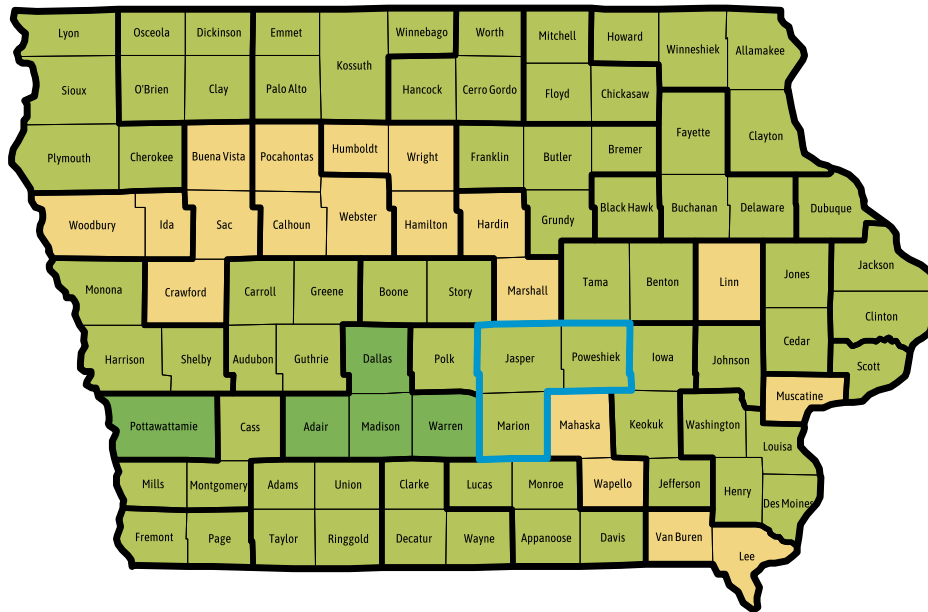 Lyon
Osceola
Dickinson
Emmet
Kossuth
Winnebago
Worth
Mitchell
Howard
Winneshiek
Allamakee
Sioux
O'Brien
Clay
Palo Alto
Hancock
Cerro Gordo
Floyd
Chickasaw
Fayette
Clayton
Plymouth
Cherokee
Buena Vista
Pocahontas
Humboldt
Wright
Franklin
Butler
Bremer
Woodbury
Ida
Sac
Calhoun
Webster
Hamilton
Hardin
Grundy
Black Hawk
Buchanan
Delaware
Dubuque
Monona
Crawford
Carroll
Greene
Boone
Story
Marshall
Tama
Benton
Linn
Jones
Jackson
Clinton
Harrison
Shelby
Audubon
Guthrie
Dallas
Polk
Jasper
Poweshiek
Iowa
Johnson
Cedar
Scott
Muscatine
Pottawattamie
Cass
Adair
Madison
Warren
Marion
Mahaska
Keokuk
Washington
Louisa
Mills
Montgomery
Adams
Union
Clarke
Lucas
Monroe
Wapello
Jefferson
Henry
Des Moines
Fremont
Page
Taylor
Ringgold
Decatur
Wayne
Appanoose
Davis
Van Buren
Lee